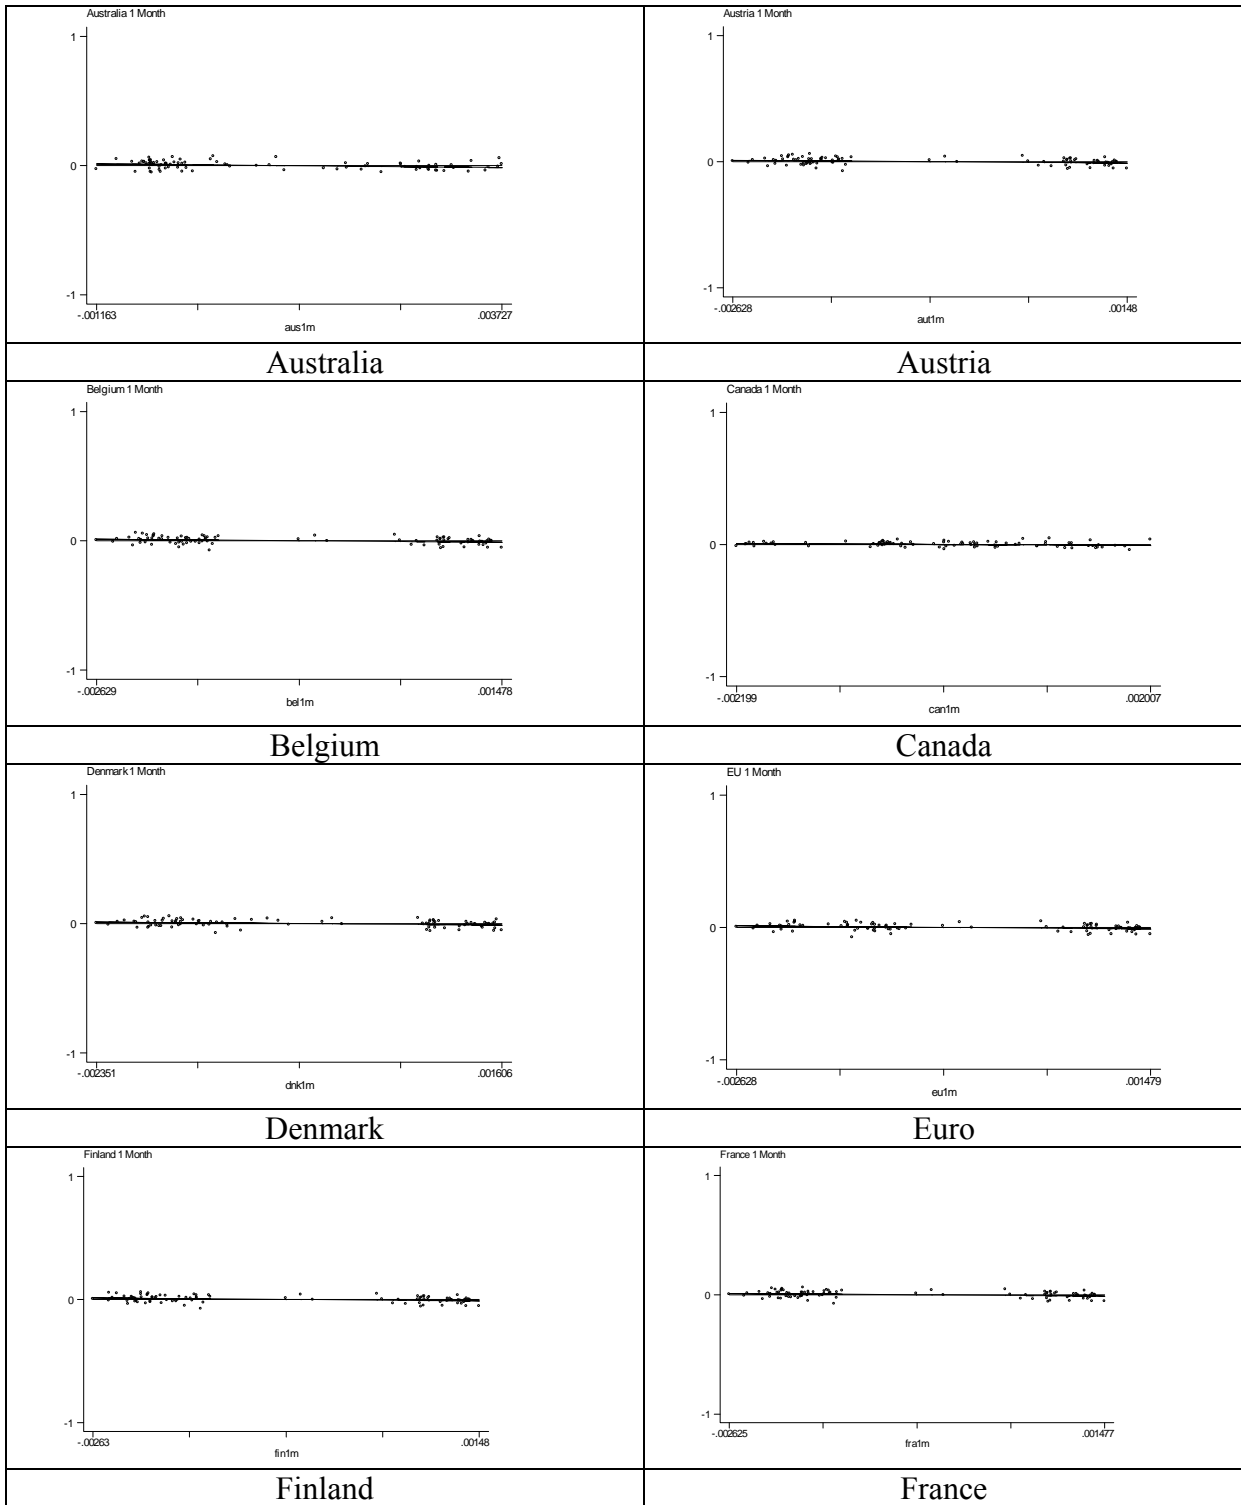 Australia 1 Month
1
0
-1
-.001163
.003727
aus1m
Australia
Austria 1 Month
1
0
-1
-.002628
.00148
aut1m
Austria
Belgium 1 Month
1
0
-1
-.002629
.001478
bel1m
Belgium
Canada 1 Month
1
0
-1
-.002199
.002007
can1m
Canada
Denmark 1 Month
1
0
-1
-.002351
.001606
dnk1m
Denmark
EU 1 Month
1
0
-1
-.002628
.001479
eu1m
Euro
Finland 1 Month
1
0
-1
-.00263
.00148
fin1m
Finland
France 1 Month
1
0
-1
-.002625
.001477
fra1m
France